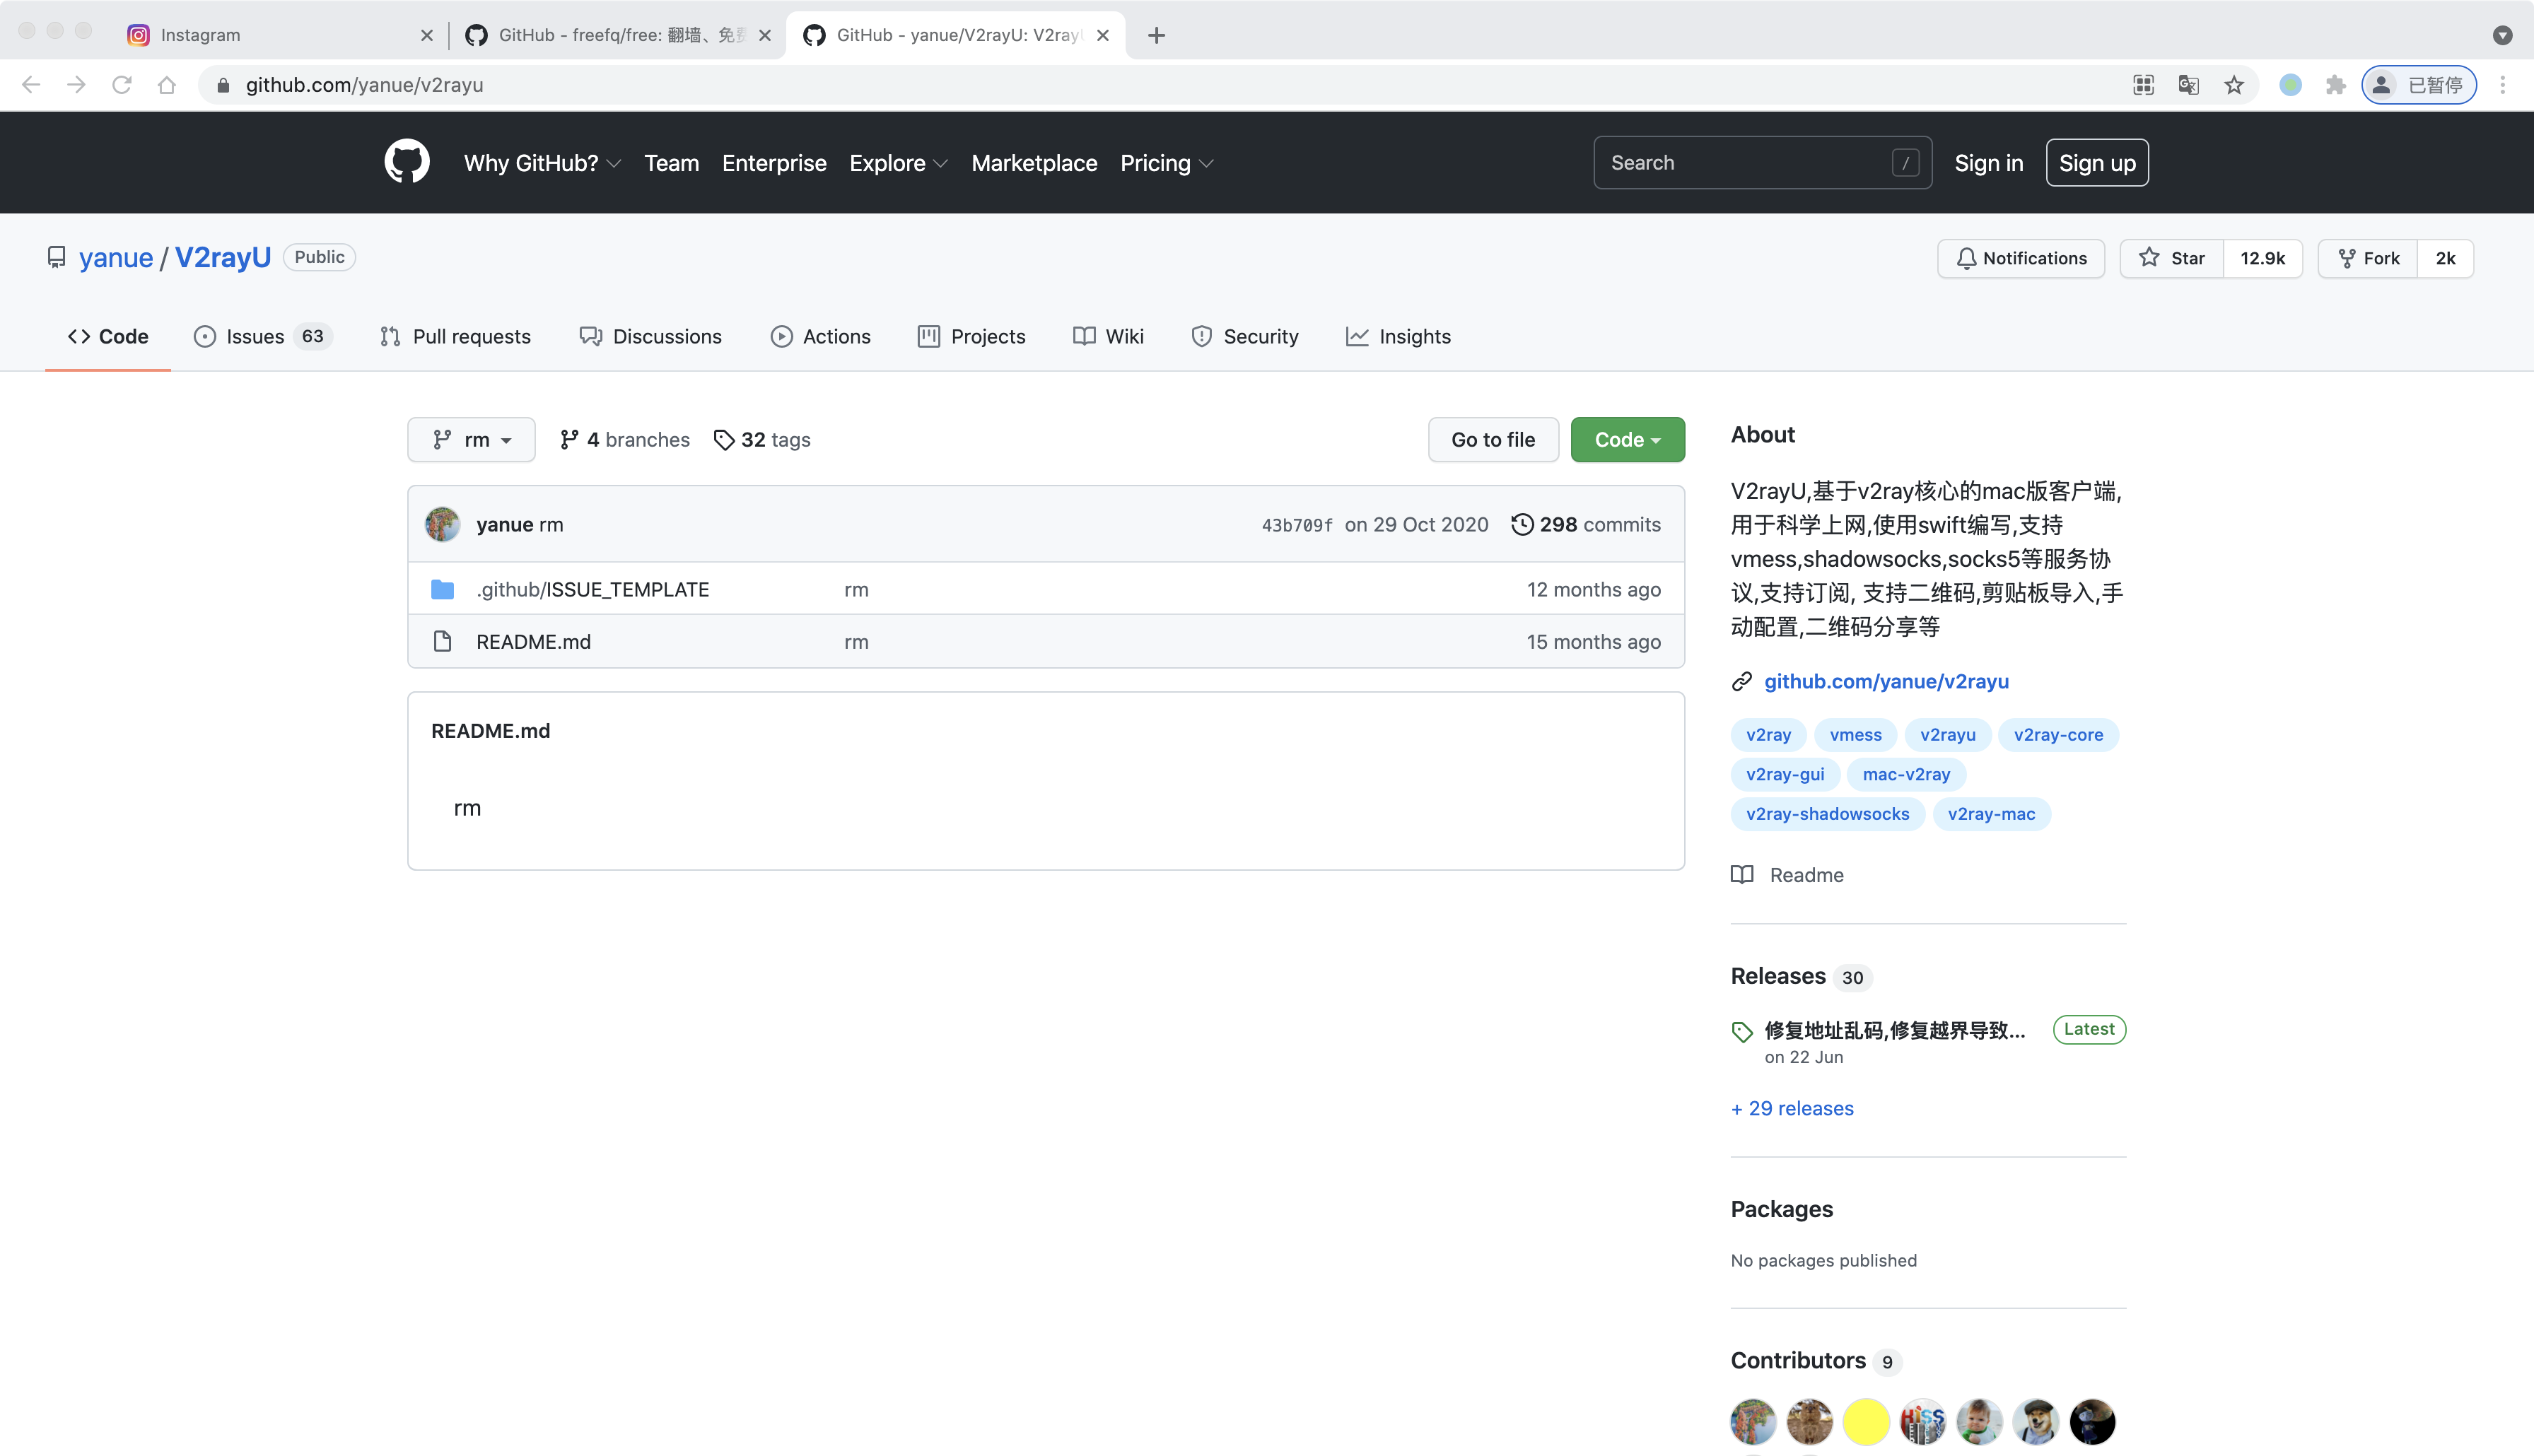 Instagram
GitHub - freefq/free: 翻墙、免费
GitHub - yanue/V2rayU: V2rayU
github.com/yanue/v2rayu
已暂停
Why GitHub? Team Enterprise Explore Marketplace Pricing
Search /
Sign in
Sign up
yanue / V2rayU Public
Notifications
Star 12.9k
Fork 2k
Code
Issues 63
Pull requests
Discussions
Actions
Projects
Wiki
Security
Insights
rm
4 branches
32 tags
Go to file
Code
yanue rm
43b709f on 29 Oct 2020
298 commits
.github/ISSUE_TEMPLATE rm 12 months ago
README.md rm 15 months ago
README.md
rm
About
V2rayU,基于v2ray核心的mac版客户端,
用于科学上网,使用swift编写,支持
vmess,shadowsocks,socks5等服务协
议,支持订阅, 支持二维码,剪贴板导入,手
动配置,二维码分享等
github.com/yanue/v2rayu
v2ray vmess v2rayu v2ray-core
v2ray-gui mac-v2ray
v2ray-shadowsocks v2ray-mac
Readme
Releases 30
修复地址乱码,修复越界导致... Latest
on 22 Jun
+ 29 releases
Packages
No packages published
Contributors 9